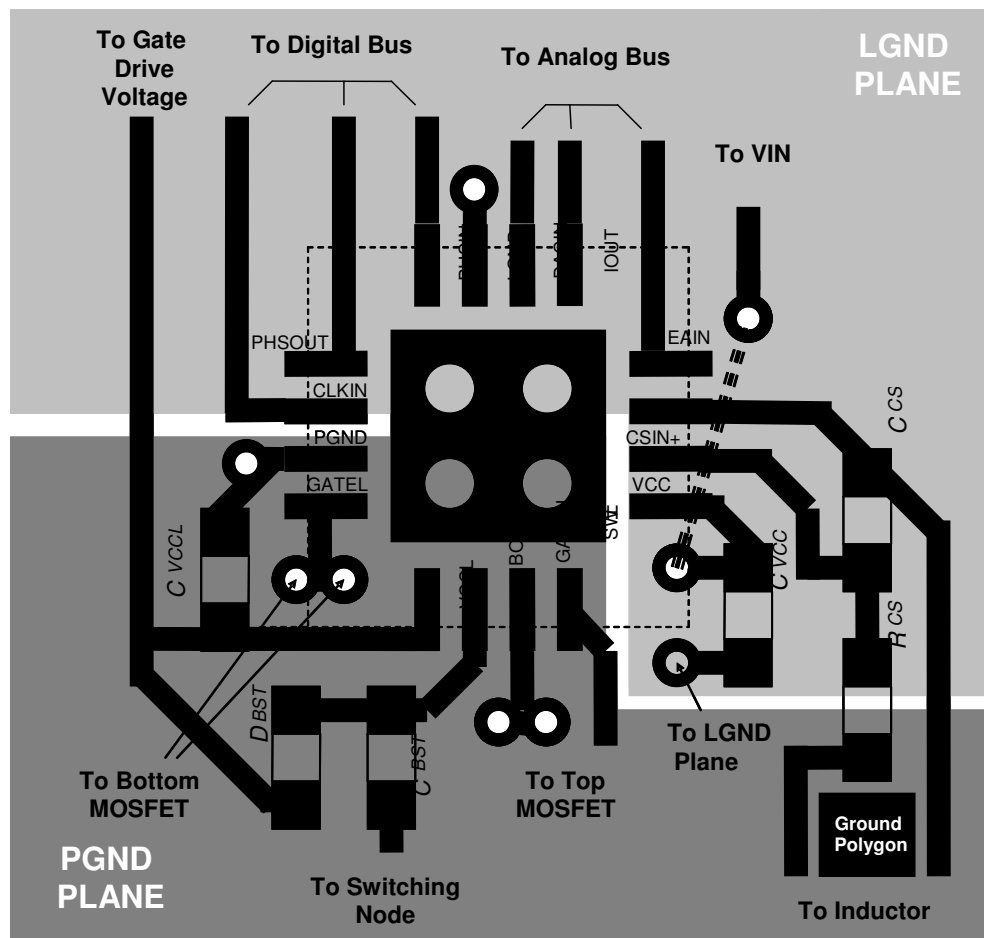 To Gate
Drive
Voltage
To Digital Bus
To Analog Bus
LGND
PLANE
To VIN
IOUT
PHSOUT
EAIN
CLKIN
C CS
PGND
CSIN+
GATEL
VCC
C VCCL
C VCC
R CS
D BST
C BST
To LGND
Plane
To Bottom
MOSFET
To Top
MOSFET
Ground
Polygon
PGND
PLANE
To Switching
Node
To Inductor